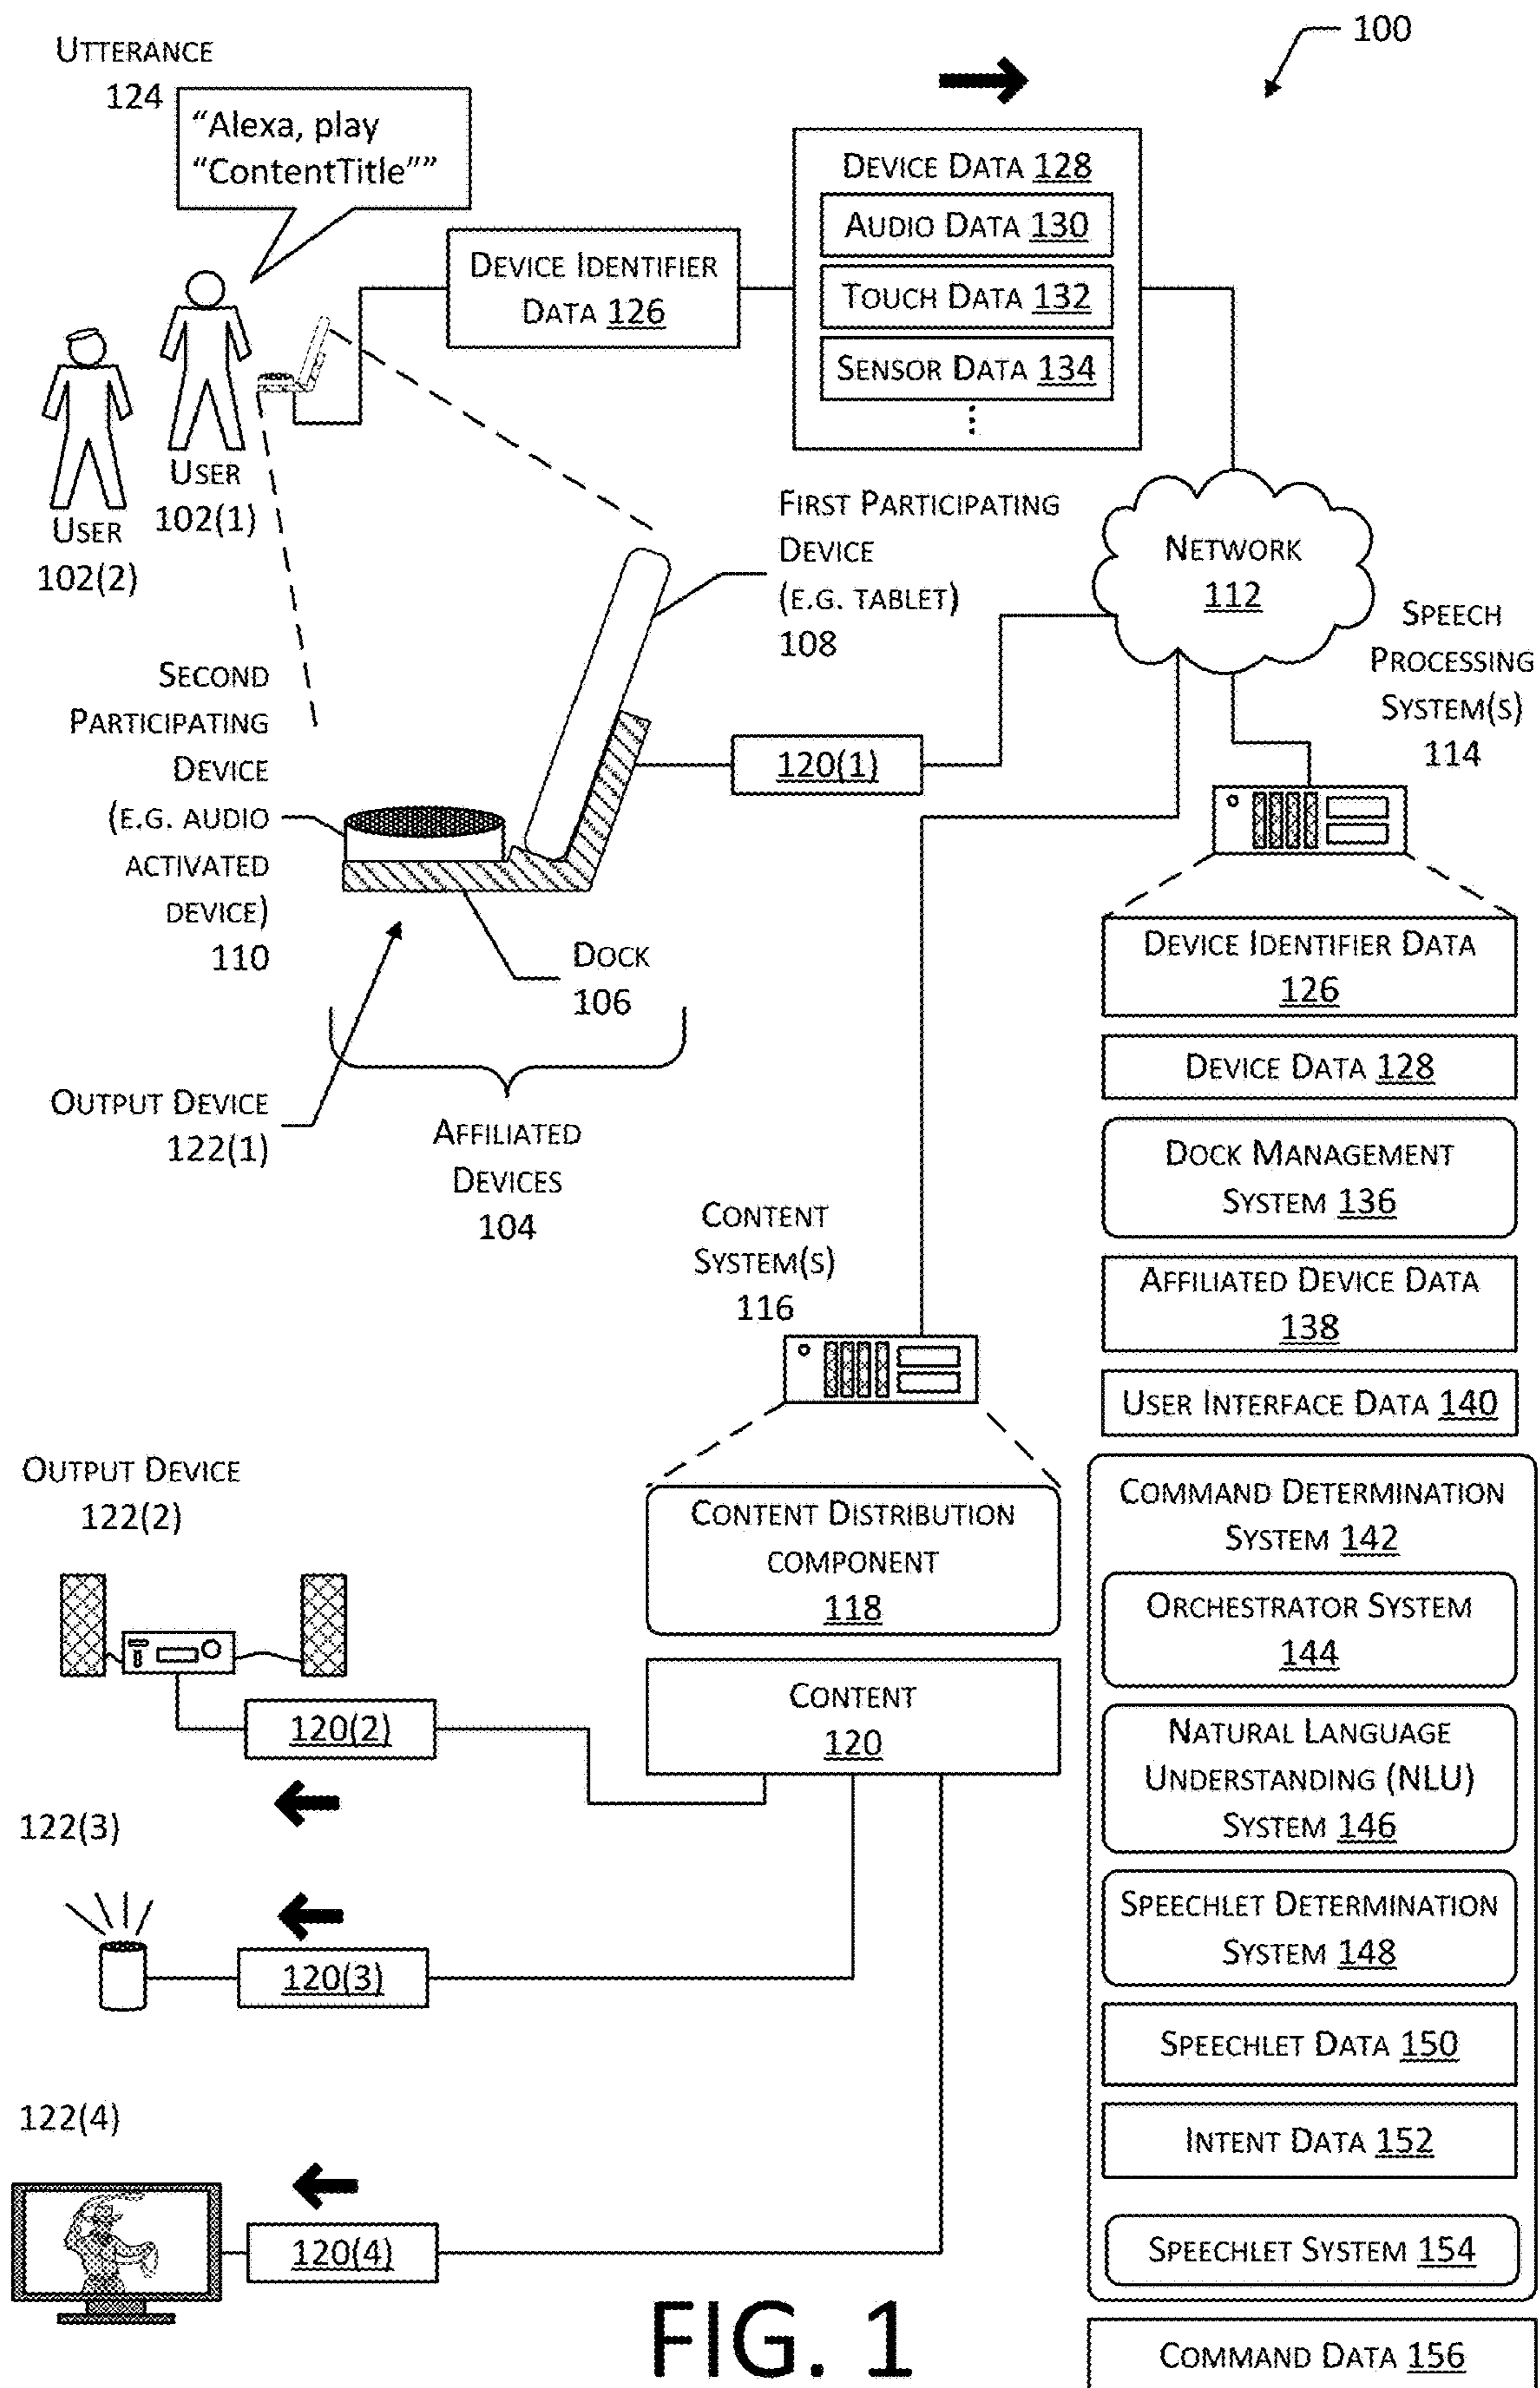 100
UTTERANCE
124
“Alexa, play
“ContentTitle””
DEVICE DATA 128
AUDIO DATA 130
TOUCH DATA 132
SENSOR DATA 134
DEVICE IDENTIFIER
DATA 126
USER
102(1)
USER
102(2)
FIRST PARTICIPATING
DEVICE
(E.G. TABLET)
108
NETWORK
112
SPEECH
PROCESSING
SYSTEM(S)
114
SECOND
PARTICIPATING
DEVICE
(E.G. AUDIO
ACTIVATED
DEVICE)
110
120(1)
DOCK
106
OUTPUT DEVICE
122(1)
AFFILIATED
DEVICES
104
DEVICE IDENTIFIER DATA
126
DEVICE DATA 128
DOCK MANAGEMENT
SYSTEM 136
AFFILIATED DEVICE DATA
138
USER INTERFACE DATA 140
COMMAND DETERMINATION
SYSTEM 142
ORCHESTRATOR SYSTEM
144
NATURAL LANGUAGE
UNDERSTANDING (NLU)
SYSTEM 146
SPEECHLET DETERMINATION
SYSTEM 148
SPEECHLET DATA 150
INTENT DATA 152
SPEECHLET SYSTEM 154
COMMAND DATA 156
CONTENT
SYSTEM(S)
116
CONTENT DISTRIBUTION
COMPONENT
118
CONTENT
120
OUTPUT DEVICE
122(2)
120(2)
122(3)
120(3)
122(4)
120(4)
FIG. 1